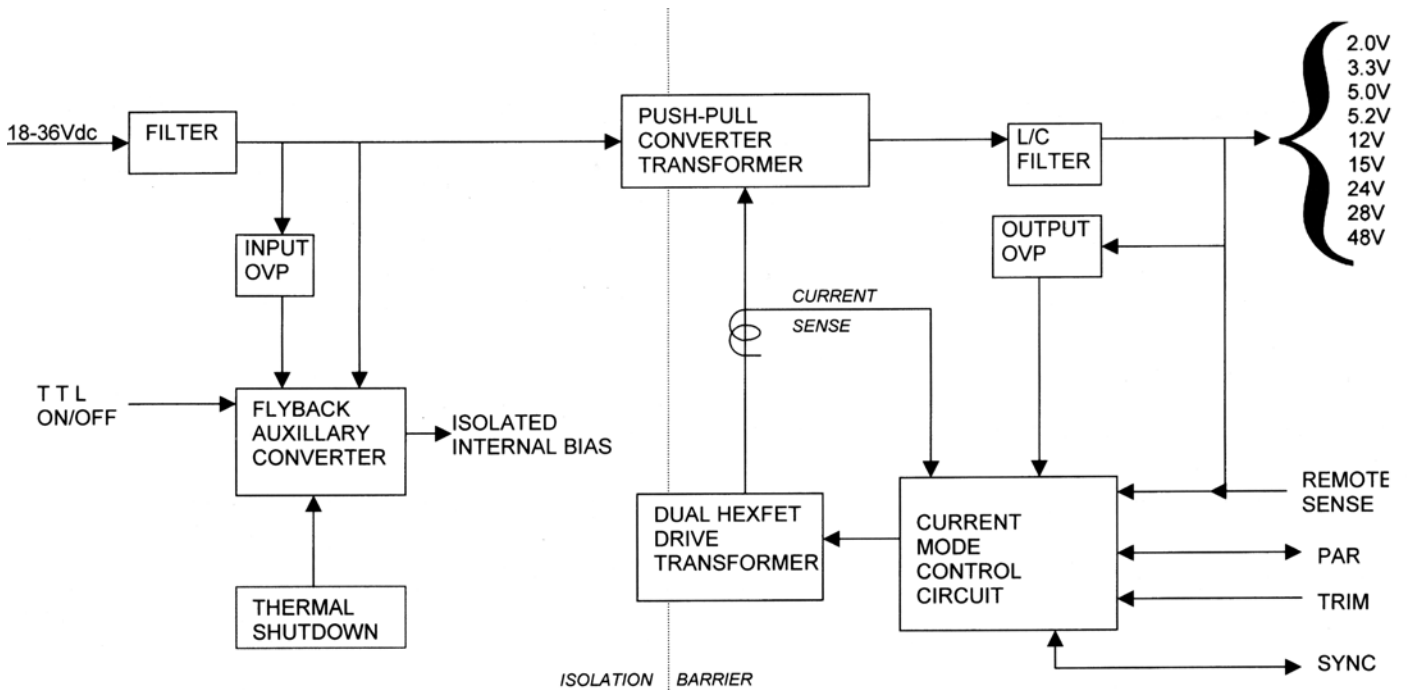 18-36Vdc
FILTER
PUSH-PULL
CONVERTER
TRANSFORMER
L/C
FILTER
2.0V
3.3V
5.0V
5.2V
12V
15V
24V
28V
48V
INPUT
OVP
OUTPUT
OVP
CURRENT
SENSE
T T L
ON/OFF
FLYBACK
AUXILLARY
CONVERTER
ISOLATED
INTERNAL BIAS
THERMAL
SHUTDOWN
DUAL HEXFET
DRIVE
TRANSFORMER
CURRENT
MODE
CONTROL
CIRCUIT
REMOTE
SENSE
PAR
TRIM
SYNC
ISOLATION BARRIER